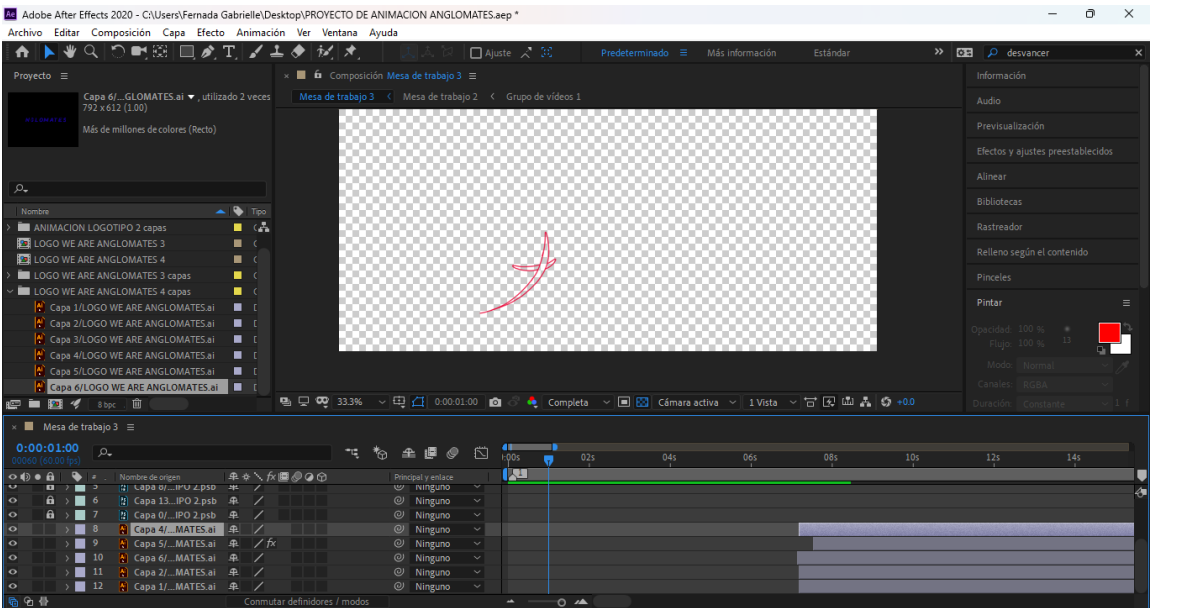 Adobe After Effects 2020 - C:\Users\Fernada Gabrielle\Desktop\PROYECTO DE ANIMACION ANGLOMATES.aep *
Archivo Editar Composición Capa Efecto Animación Ver Ventana Ayuda
Ajuste Predeterminado Más información Estándar desvancer
Proyecto
Capa 6/...GLOMATES.ai , utilizado 2 veces
792 x 612 (1.00)
Más de millones de colores (Recto)
Nombre Tipo
ANIMACION LOGOTIPO 2 capas
LOGO WE ARE ANGLOMATES 3
LOGO WE ARE ANGLOMATES 4
LOGO WE ARE ANGLOMATES 3 capas
LOGO WE ARE ANGLOMATES 4 capas
Capa 1/LOGO WE ARE ANGLOMATES.ai
Capa 2/LOGO WE ARE ANGLOMATES.ai
Capa 3/LOGO WE ARE ANGLOMATES.ai
Capa 4/LOGO WE ARE ANGLOMATES.ai
Capa 5/LOGO WE ARE ANGLOMATES.ai
Capa 6/LOGO WE ARE ANGLOMATES.ai
8 bpc
Composición Mesa de trabajo 3
Mesa de trabajo 3 Mesa de trabajo 2 Grupo de vídeos 1
33.3% 0:00:01:00 Completa Cámara activa 1 Vista +0.0
Información
Audio
Previsualización
Efectos y ajustes preestablecidos
Alinear
Bibliotecas
Rastreador
Relleno según el contenido
Pinceles
Pintar
Opacidad: 100 %
Flujo: 100 % 13
Modo: Normal
Canales: RGBA
Duración: Constante 1 f
Mesa de trabajo 3
0:00:01:00
00060 (60.00 fps)
:00s 02s 04s 06s 08s 10s 12s 14s
# Nombre de origen Principal y enlace
1
5 Capa 8/...IPO 2.psb Ninguno
6 Capa 13...IPO 2.psb Ninguno
7 Capa 0/...IPO 2.psb Ninguno
8 Capa 4/...MATES.ai Ninguno
9 Capa 5/...MATES.ai fx Ninguno
10 Capa 6/...MATES.ai Ninguno
11 Capa 2/...MATES.ai Ninguno
12 Capa 1/...MATES.ai Ninguno
Conmutar definidores / modos